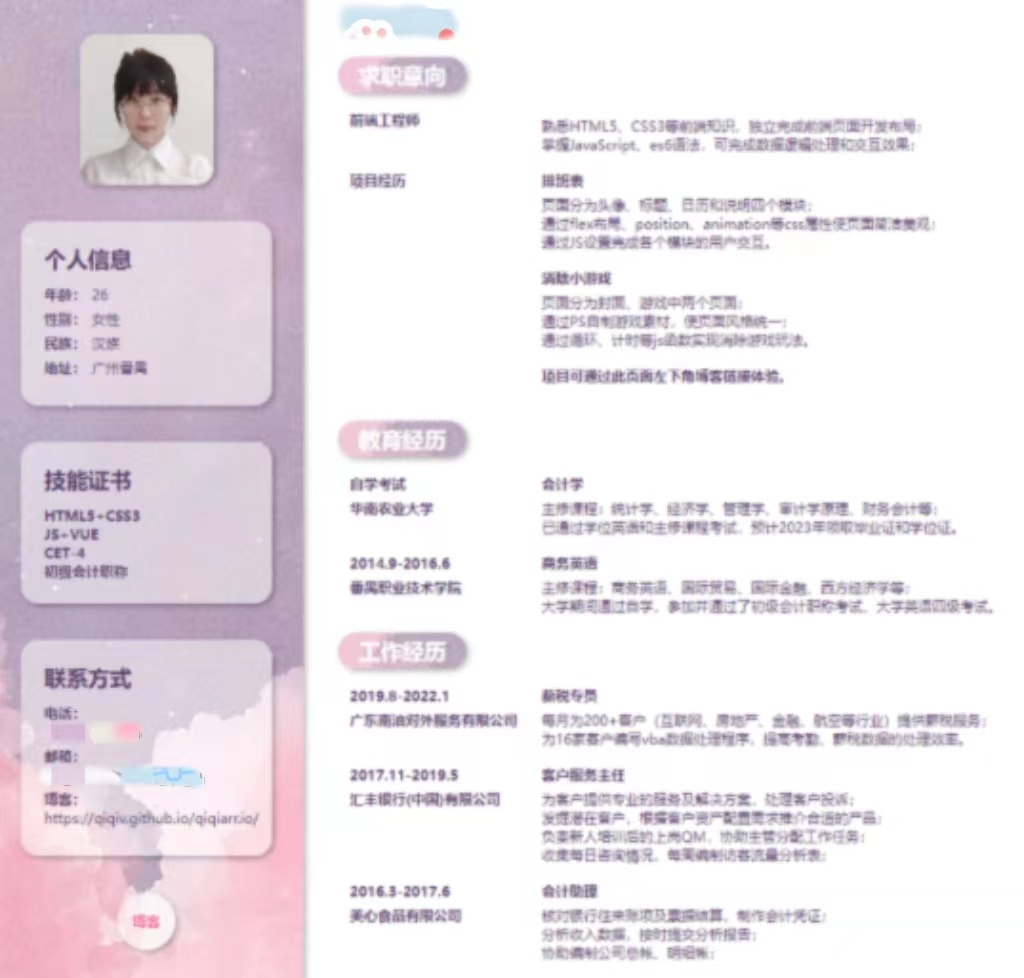 个人信息
年龄： 26
性别： 女性
民族： 汉族
地址： 广州番禺
技能证书
HTML5+CSS3
JS+VUE
CET-4
初级会计职称
联系方式
电话：
邮箱：
博客：
https://qiqiv.github.io/qiqiarr.io/
博客
求职意向
前端工程师
熟悉HTML5、CSS3等前端知识，独立完成前端页面开发布局；
掌握JavaScript、es6语法，可完成数据逻辑处理和交互效果；
项目经历
排班表
页面分为头像、标题、日历和说明四个模块；
通过flex布局、position、animation等css属性使页面简洁美观；
通过JS设置完成各个模块的用户交互。
消除小游戏
页面分为封面、游戏中两个页面；
通过PS自制游戏素材，使页面风格统一；
通过循环、计时等js函数实现消除游戏玩法。
项目可通过此页面左下角博客链接体验。
教育经历
自学考试
会计学
华南农业大学
主修课程：统计学、经济学、管理学、审计学原理、财务会计等；
已通过学位英语和主修课程考试，预计2023年领取毕业证和学位证。
2014.9-2016.6
商务英语
番禺职业技术学院
主修课程：商务英语、国际贸易、国际金融、西方经济学等；
大学期间通过自学，参加并通过了初级会计职称考试、大学英语四级考试。
工作经历
2019.8-2022.1
薪税专员
广东南油对外服务有限公司
每月为200+客户（互联网、房地产、金融、航空等行业）提供薪税服务；
为16家客户编写vba数据处理程序，提高考勤、薪税数据的处理效率。
2017.11-2019.5
客户服务主任
汇丰银行(中国)有限公司
为客户提供专业的服务及解决方案，处理客户投诉；
发掘潜在客户，根据客户资产配置需求推介合适的产品；
负责新人培训后的上岗QM，协助主管分配工作任务；
收集每日咨询情况，每周编制访客流量分析表；
2016.3-2017.6
会计助理
美心食品有限公司
核对银行往来账项及票据结算，制作会计凭证；
分析收入数据，按时提交分析报告；
协助编制公司总帐、明细帐；